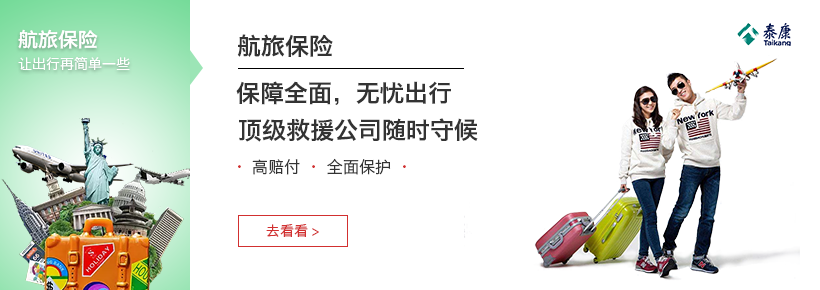 航旅保险
让出行再简单一些
HOLIDAY
航旅保险
保障全面，无忧出行
顶级救援公司随时守候
· 高赔付 · 全面保护 ·
去看看 >
泰康
Taikang
New York
New York